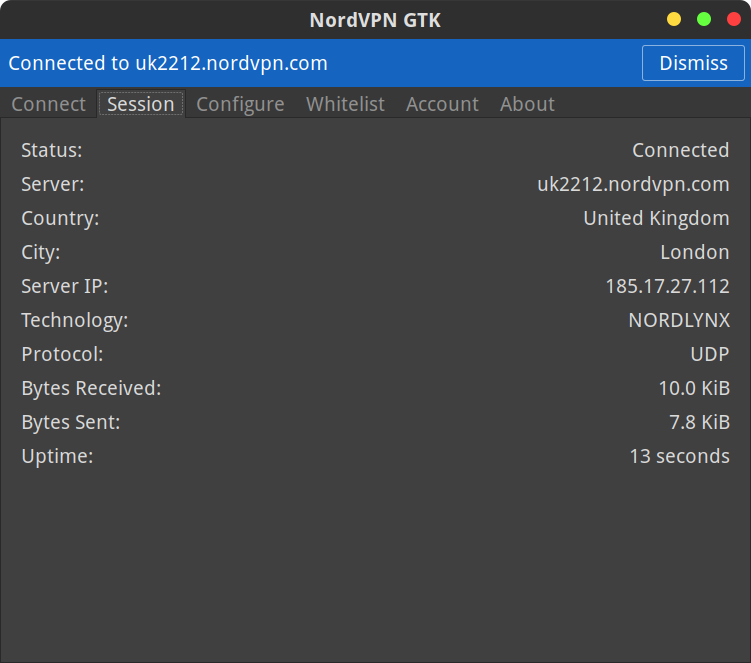 NordVPN GTK
Connected to uk2212.nordvpn.com Dismiss
Connect Session Configure Whitelist Account About
Status: Connected
Server: uk2212.nordvpn.com
Country: United Kingdom
City: London
Server IP: 185.17.27.112
Technology: NORDLYNX
Protocol: UDP
Bytes Received: 10.0 KiB
Bytes Sent: 7.8 KiB
Uptime: 13 seconds